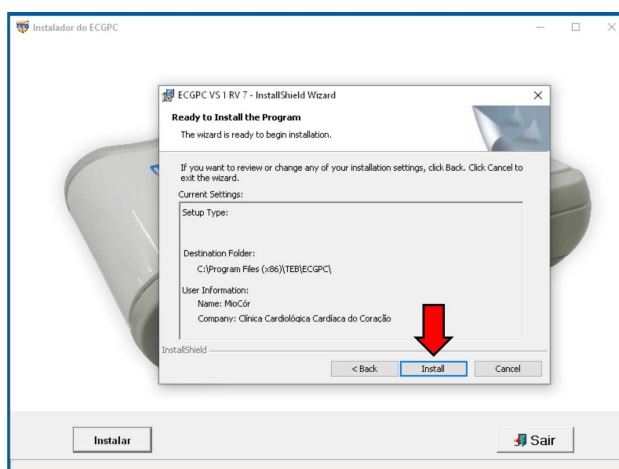 Instalador do ECGPC
ECGPC VS 1 RV 7 - InstallShield Wizard
Ready to Install the Program
The wizard is ready to begin installation.
If you want to review or change any of your installation settings, click Back. Click Cancel to
exit the wizard.
Current Settings:
Setup Type:
Destination Folder:
C:\Program Files (x86)\TEB\ECGPC\
User Information:
Name: MioCór
Company: Clínica Cardiológica Cardíaca do Coração
InstallShield
< Back
Install
Cancel
Instalar
Sair